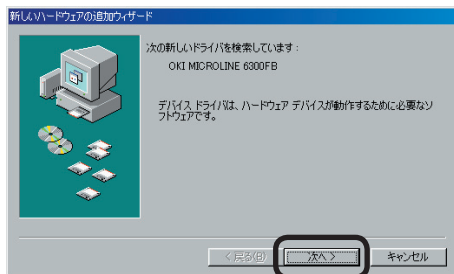 新しいハードウェアの追加ウィザード
次の新しいドライバを検索しています：
OKI MICROLINE 6300FB
デバイス ドライバは、ハードウェア デバイスが動作するために必要なソ
フトウェアです。
< 戻る(B)
次へ >
キャンセル